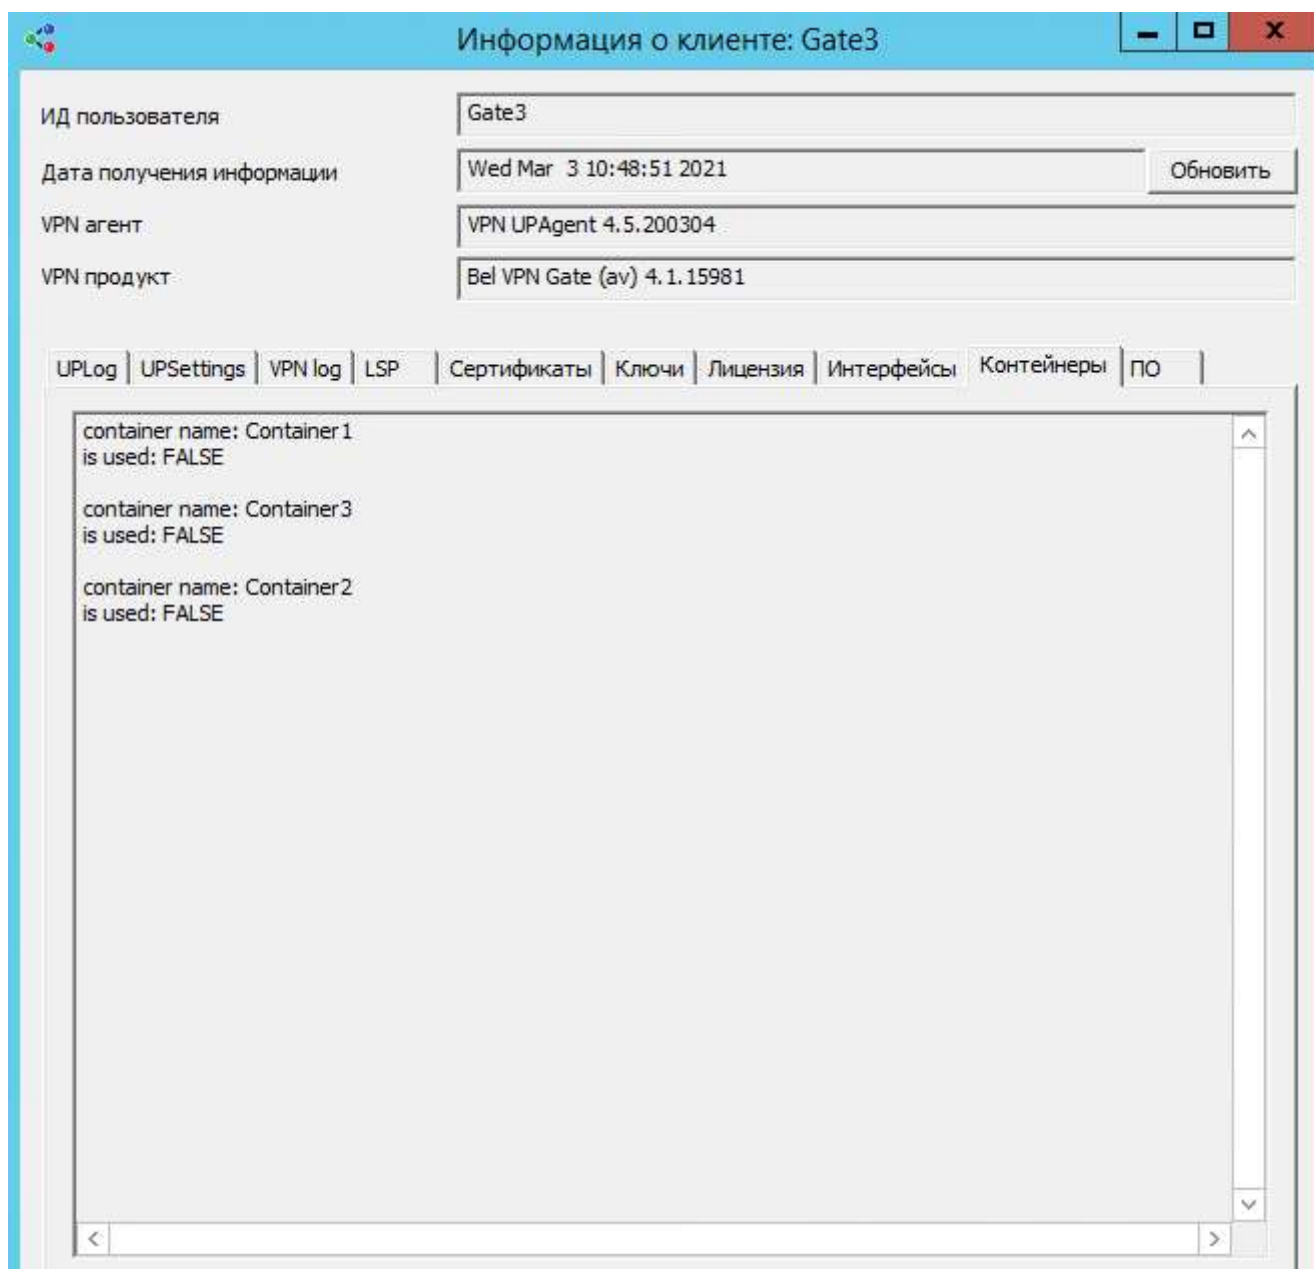 Информация о клиенте: Gate3
ИД пользователя Gate3
Дата получения информации Wed Mar  3 10:48:51 2021 Обновить
VPN агент VPN UPAgent 4.5.200304
VPN продукт Bel VPN Gate (av) 4.1.15981
UPLog UPSettings VPN log LSP Сертификаты Ключи Лицензия Интерфейсы Контейнеры ПО
container name: Container1
is used: FALSE
container name: Container3
is used: FALSE
container name: Container2
is used: FALSE